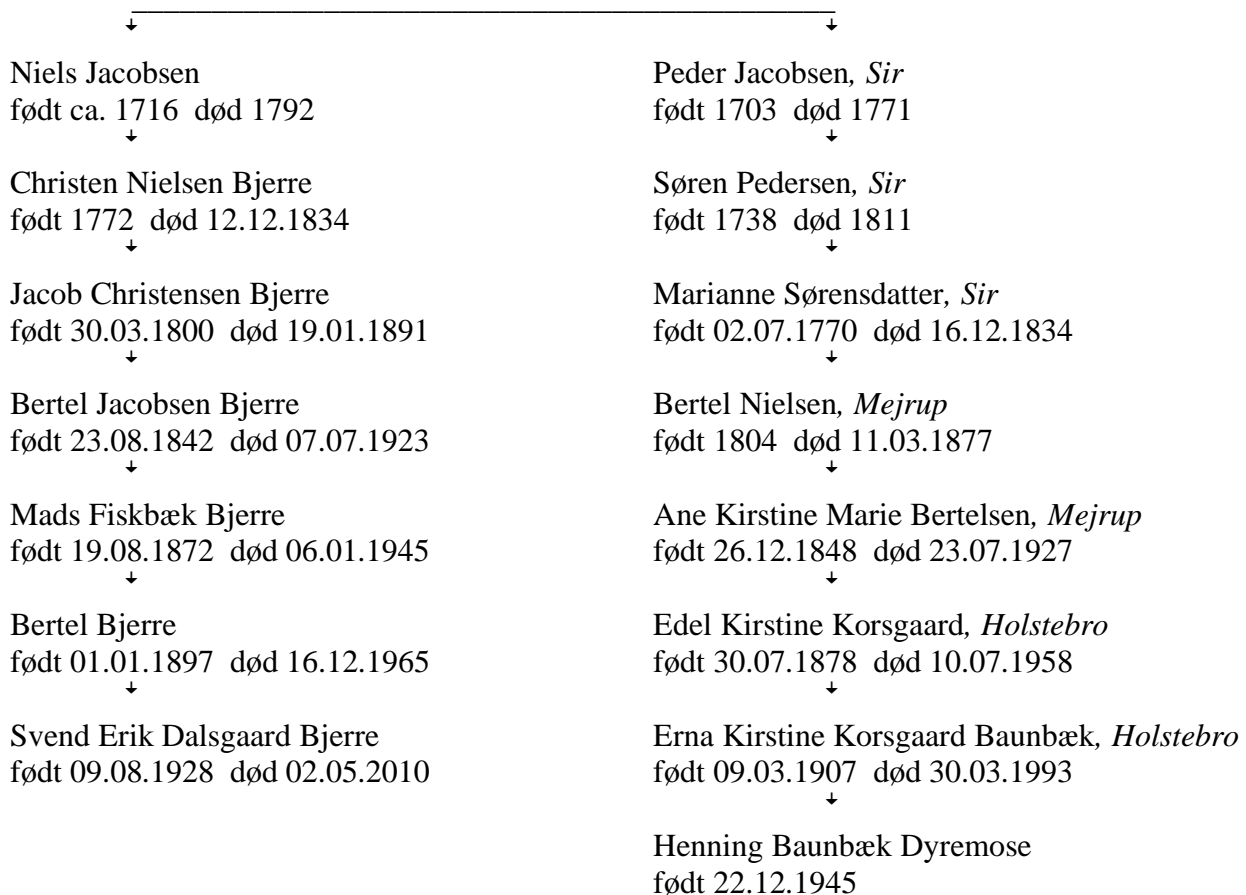 Niels Jacobsen
født ca. 1716  død 1792
Christen Nielsen Bjerre
født 1772  død 12.12.1834
Jacob Christensen Bjerre
født 30.03.1800  død 19.01.1891
Bertel Jacobsen Bjerre
født 23.08.1842  død 07.07.1923
Mads Fiskbæk Bjerre
født 19.08.1872  død 06.01.1945
Bertel Bjerre
født 01.01.1897  død 16.12.1965
Svend Erik Dalsgaard Bjerre
født 09.08.1928  død 02.05.2010
Peder Jacobsen, Sir
født 1703  død 1771
Søren Pedersen, Sir
født 1738  død 1811
Marianne Sørensdatter, Sir
født 02.07.1770  død 16.12.1834
Bertel Nielsen, Mejrup
født 1804  død 11.03.1877
Ane Kirstine Marie Bertelsen, Mejrup
født 26.12.1848  død 23.07.1927
Edel Kirstine Korsgaard, Holstebro
født 30.07.1878  død 10.07.1958
Erna Kirstine Korsgaard Baunbæk, Holstebro
født 09.03.1907  død 30.03.1993
Henning Baunbæk Dyremose
født 22.12.1945